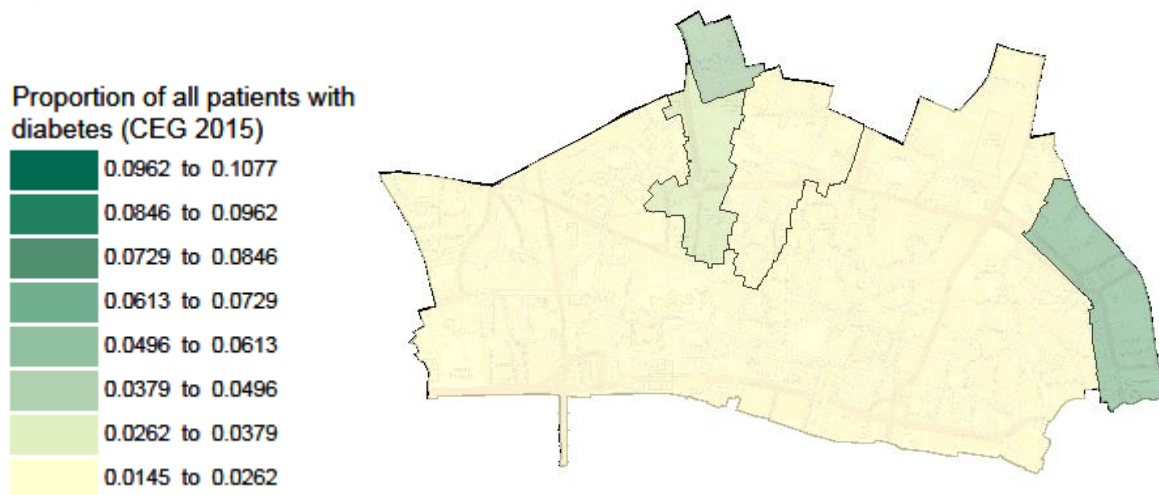 Proportion of all patients with
diabetes (CEG 2015)
0.0962 to 0.1077
0.0846 to 0.0962
0.0729 to 0.0846
0.0613 to 0.0729
0.0496 to 0.0613
0.0379 to 0.0496
0.0262 to 0.0379
0.0145 to 0.0262